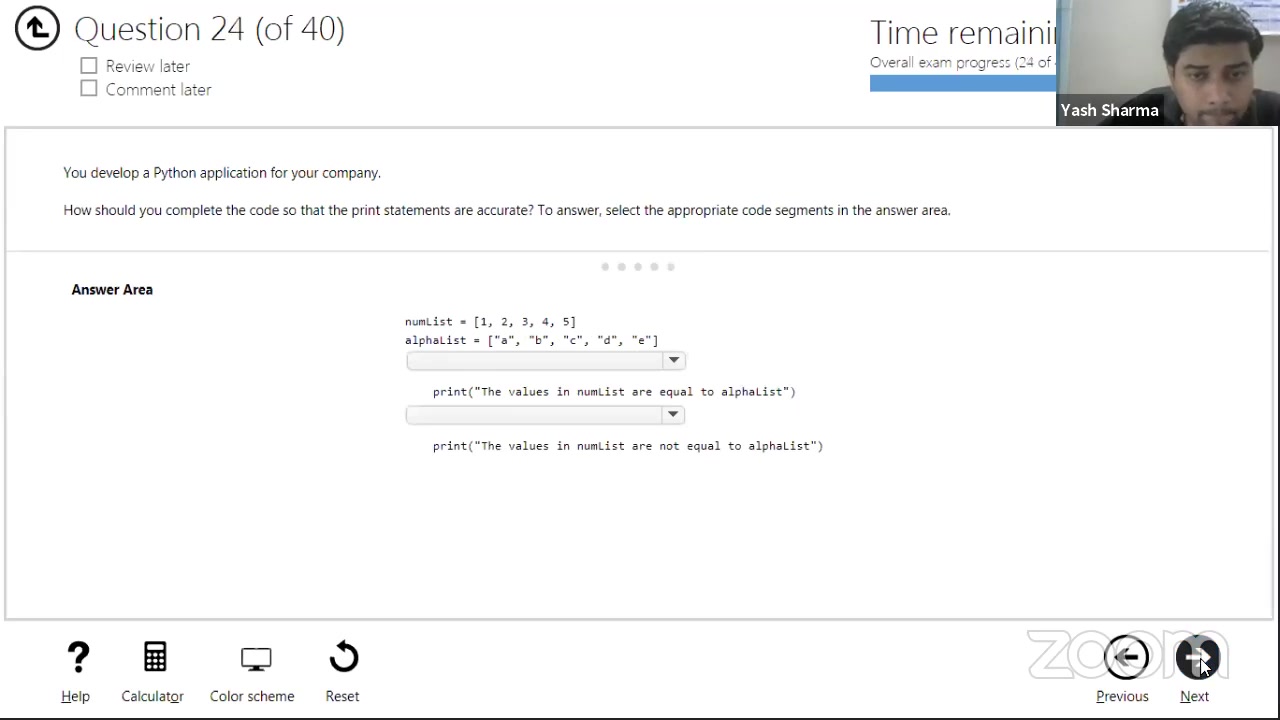 Question 24 (of 40)
Review later
Comment later
Time remaini
Overall exam progress (24 of
Yash Sharma
You develop a Python application for your company.
How should you complete the code so that the print statements are accurate? To answer, select the appropriate code segments in the answer area.
Answer Area
numList = [1, 2, 3, 4, 5]
alphaList = ["a", "b", "c", "d", "e"]
print("The values in numList are equal to alphaList")
print("The values in numList are not equal to alphaList")
zoom
? 
Help
Calculator
Color scheme
Reset
Previous
Next